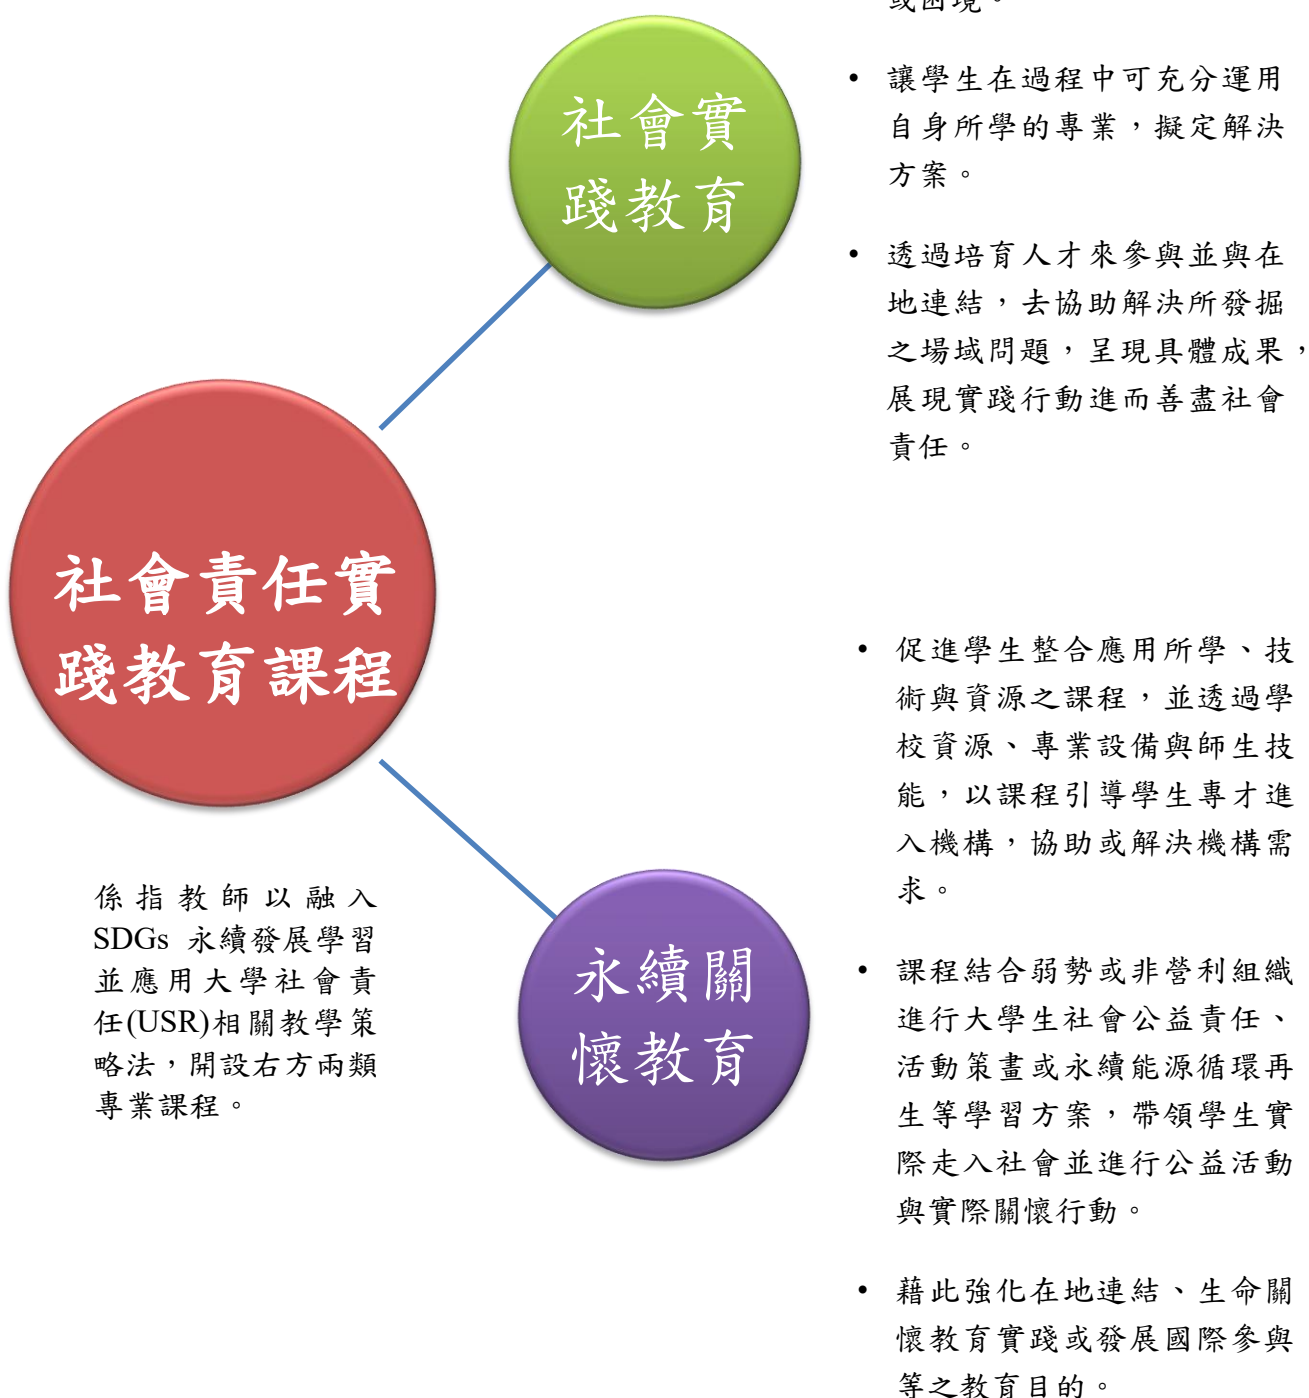 社會實
踐教育
• 讓學生在過程中可充分運用
自身所學的專業，擬定解決
方案。
• 透過培育人才來參與並與在
地連結，去協助解決所發掘
之場域問題，呈現具體成果，
展現實踐行動進而善盡社會
責任。
社會責任實
踐教育課程
係指教師以融入
SDGs 永續發展學習
並應用大學社會責
任(USR)相關教學策
略法，開設右方兩類
專業課程。
永續關
懷教育
• 促進學生整合應用所學、技
術與資源之課程，並透過學
校資源、專業設備與師生技
能，以課程引導學生專才進
入機構，協助或解決機構需
求。
• 課程結合弱勢或非營利組織
進行大學生社會公益責任、
活動策畫或永續能源循環再
生等學習方案，帶領學生實
際走入社會並進行公益活動
與實際關懷行動。
• 藉此強化在地連結、生命關
懷教育實踐或發展國際參與
等之教育目的。